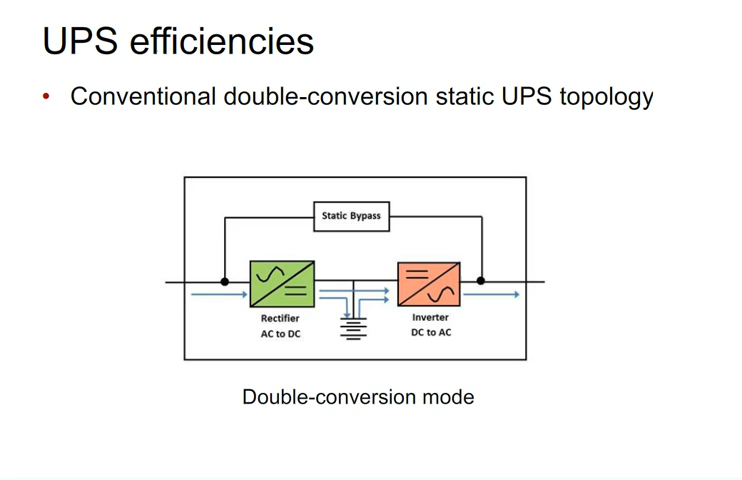 UPS efficiencies
• Conventional double-conversion static UPS topology
Static Bypass
Rectifier
AC to DC
Inverter
DC to AC
Double-conversion mode